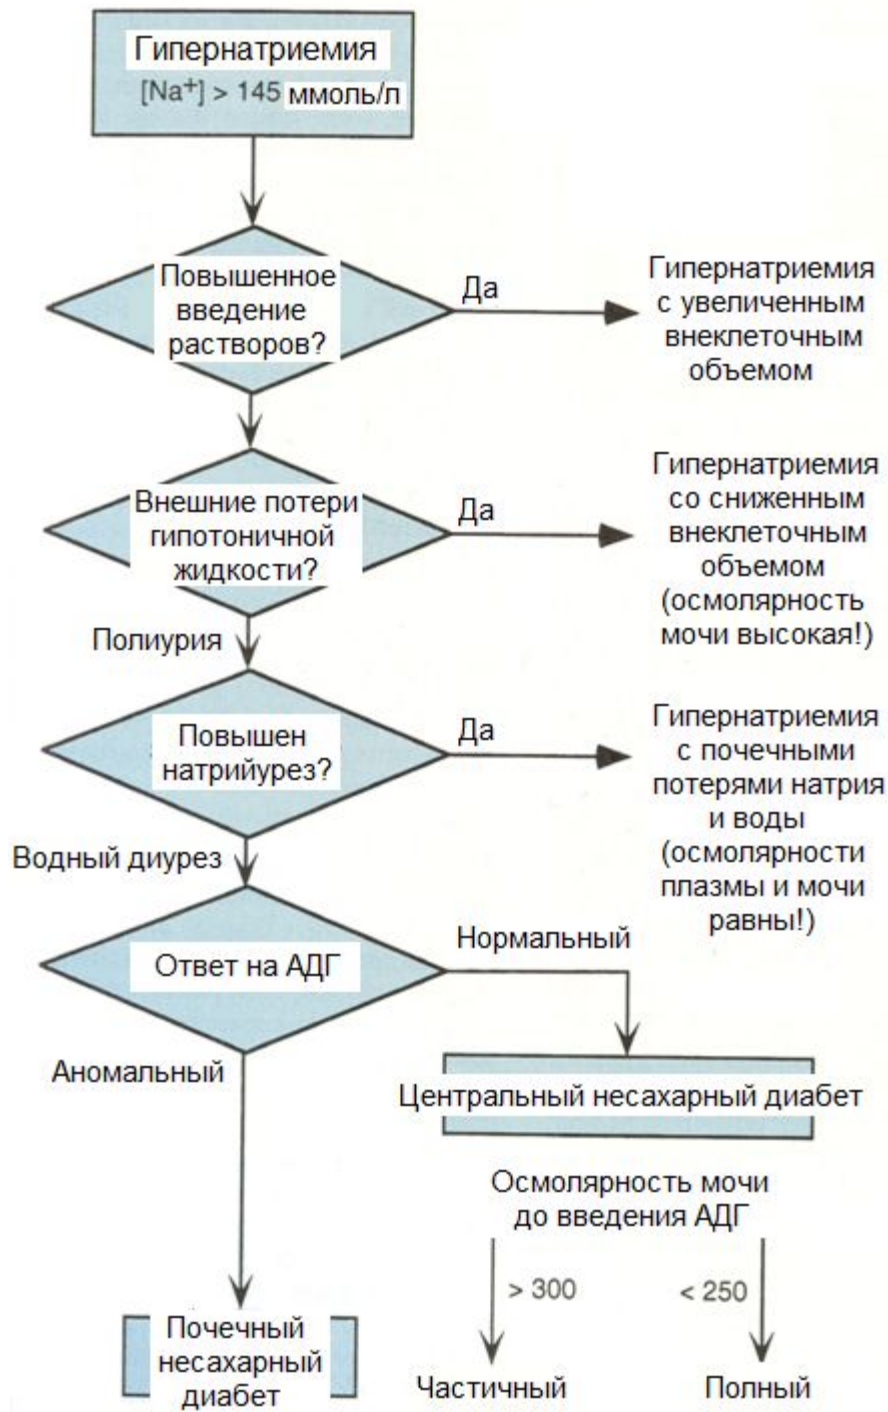 Гипернатриемия
[Na⁺] > 145 ммоль/л
Повышенное
введение
растворов?
Да
Гипернатриемия
с увеличенным
внеклеточным
объемом
Внешние потери
гипотоничной
жидкости?
Да
Гипернатриемия
со сниженным
внеклеточным
объемом
(осмолярность
мочи высокая!)
Полиурия
Повышен
натрийурез?
Да
Гипернатриемия
с почечными
потерями натрия
и воды
(осмолярности
плазмы и мочи
равны!)
Водный диурез
Ответ на АДГ
Нормальный
Аномальный
Центральный несахарный диабет
Осмолярность мочи
до введения АДГ
> 300
< 250
Почечный
несахарный
диабет
Частичный
Полный